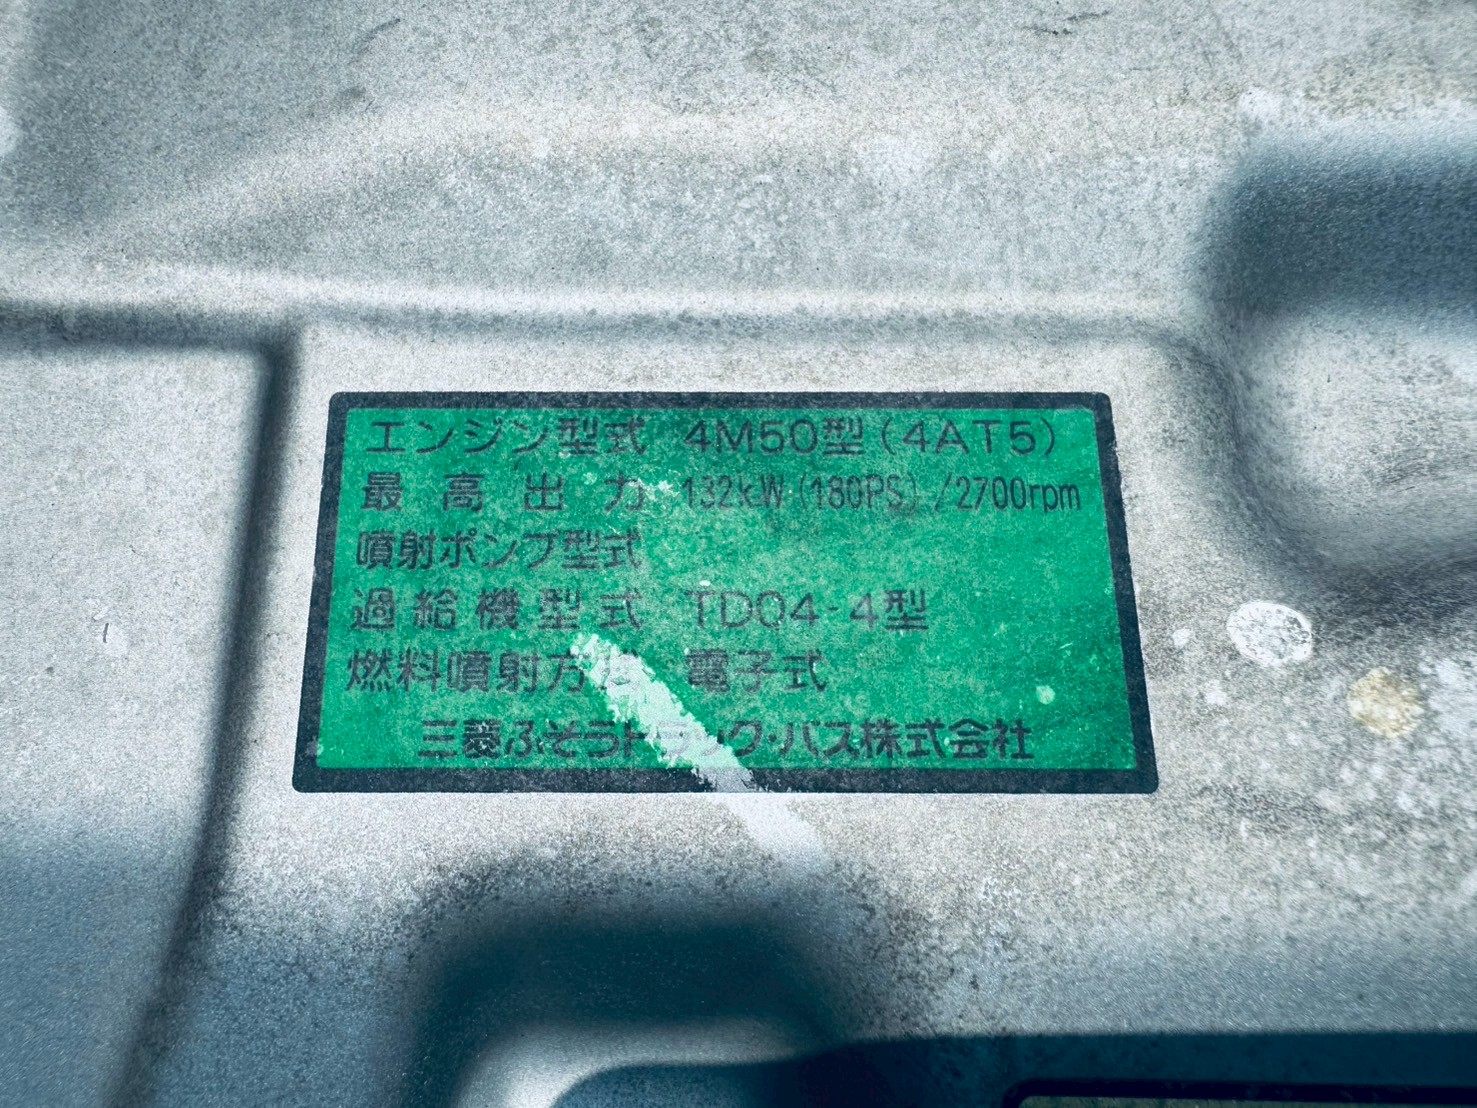 エンジン型式 4M50型(4AT5)
最高出力 132kW(180PS)/2700rpm
噴射ポンプ型式
過給機型式 TD04-4型
燃料噴射方式 電子式
三菱ふそうトラック・バス株式会社